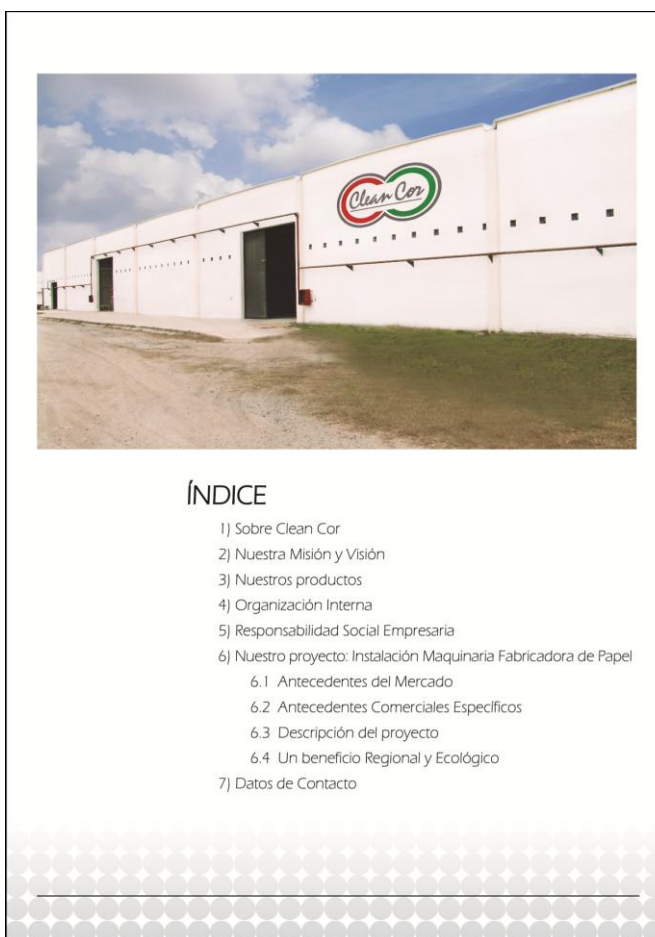 Clean Cor
ÍNDICE
1) Sobre Clean Cor
2) Nuestra Misión y Visión
3) Nuestros productos
4) Organización Interna
5) Responsabilidad Social Empresaria
6) Nuestro proyecto: Instalación Maquinaria Fabricadora de Papel
6.1 Antecedentes del Mercado
6.2 Antecedentes Comerciales Específicos
6.3 Descripción del proyecto
6.4 Un beneficio Regional y Ecológico
7) Datos de Contacto